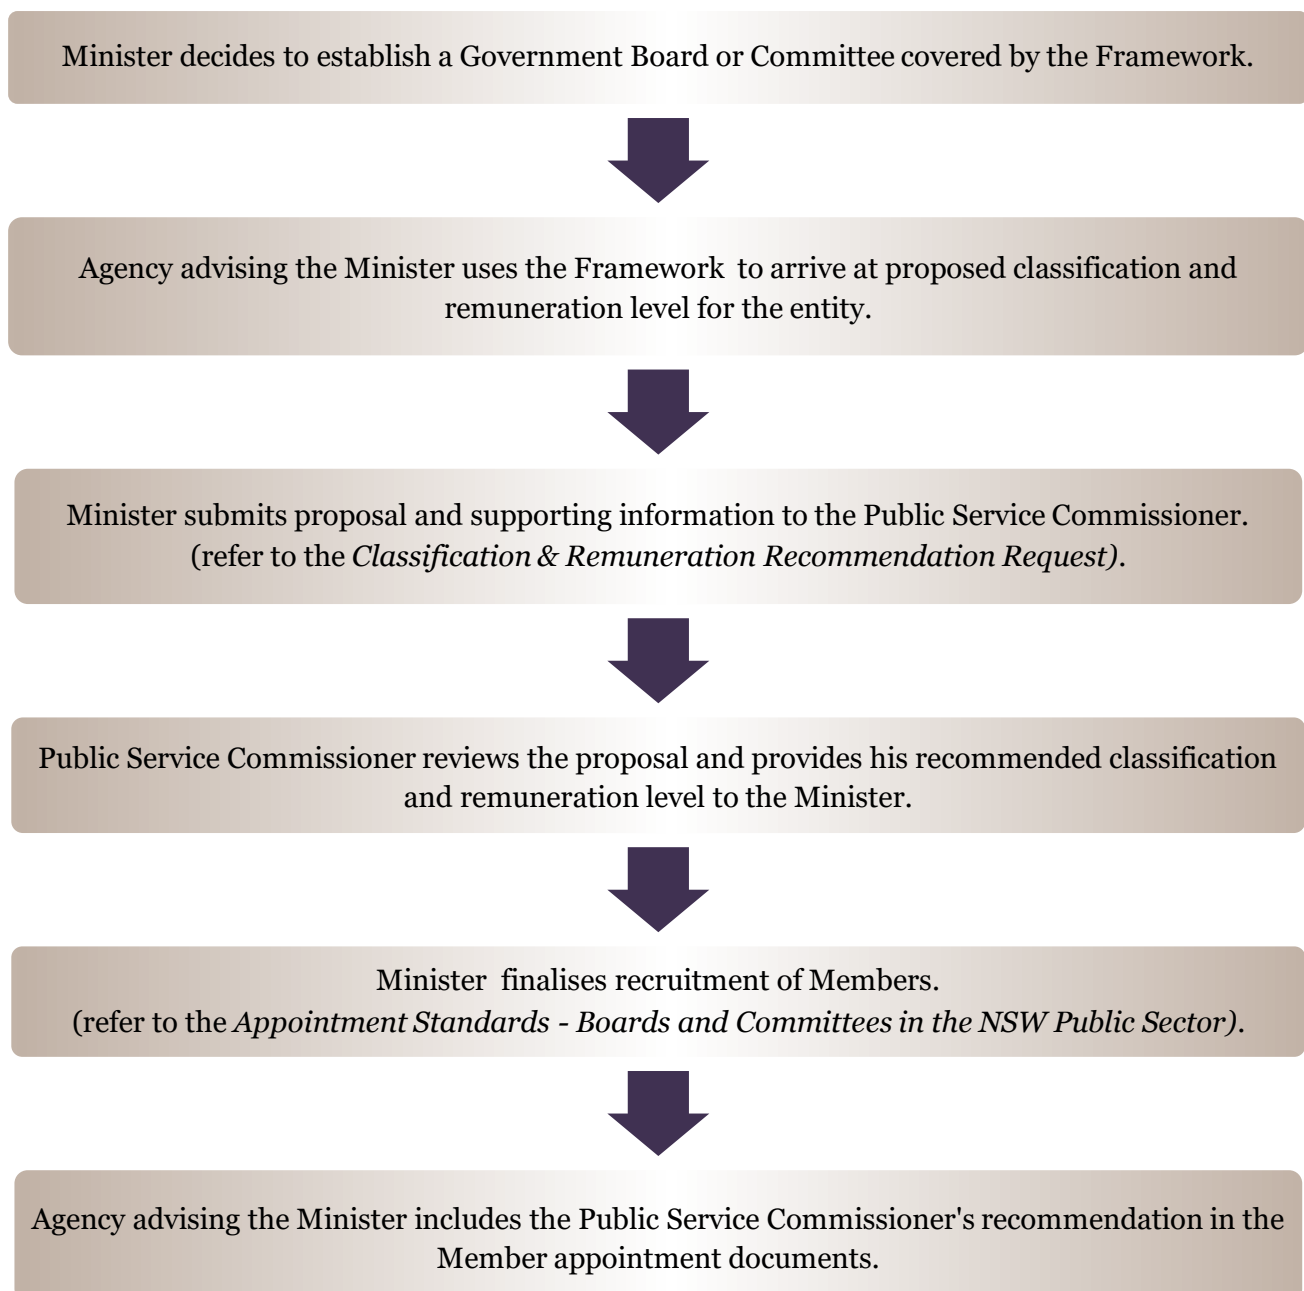 Minister decides to establish a Government Board or Committee covered by the Framework.
Agency advising the Minister uses the Framework  to arrive at proposed classification and
remuneration level for the entity.
Minister submits proposal and supporting information to the Public Service Commissioner.
(refer to the Classification & Remuneration Recommendation Request).
Public Service Commissioner reviews the proposal and provides his recommended classification
and remuneration level to the Minister.
Minister  finalises recruitment of Members.
(refer to the Appointment Standards - Boards and Committees in the NSW Public Sector).
Agency advising the Minister includes the Public Service Commissioner's recommendation in the
Member appointment documents.